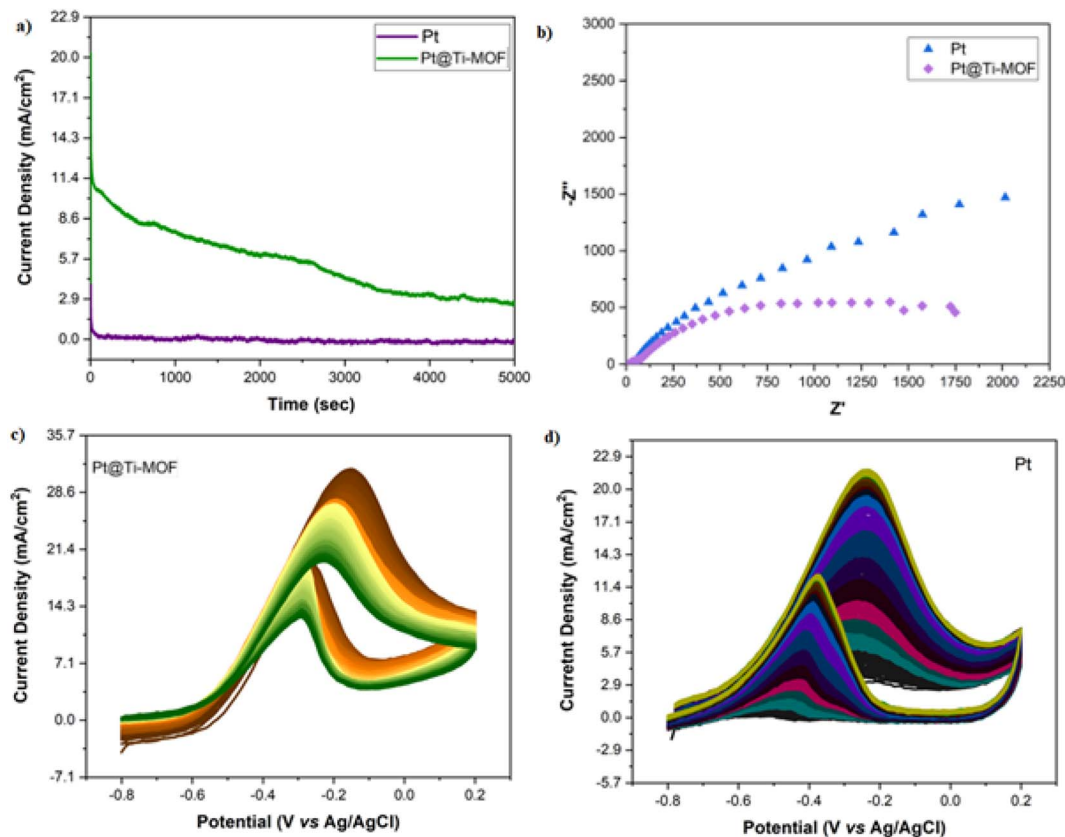 a)
22.9
20.0
17.1
14.3
11.4
8.6
5.7
2.9
0.0
Current Density (mA/cm²)
Pt
Pt@Ti-MOF
0 1000 2000 3000 4000 5000
Time (sec)
b)
3000
2500
2000
1500
1000
500
0
-Z''
Pt
Pt@Ti-MOF
0 250 500 750 1000 1250 1500 1750 2000 2250
Z'
c)
35.7
28.6
21.4
14.3
7.1
0.0
-7.1
Current Density (mA/cm²)
Pt@Ti-MOF
-0.8 -0.6 -0.4 -0.2 0.0 0.2
Potential (V vs Ag/AgCl)
d)
22.9
20.0
17.1
14.3
11.4
8.6
5.7
2.9
0.0
-2.9
-5.7
Curretnt Density (mA/cm²)
Pt
-0.8 -0.6 -0.4 -0.2 0.0 0.2
Potential (V vs Ag/AgCl)